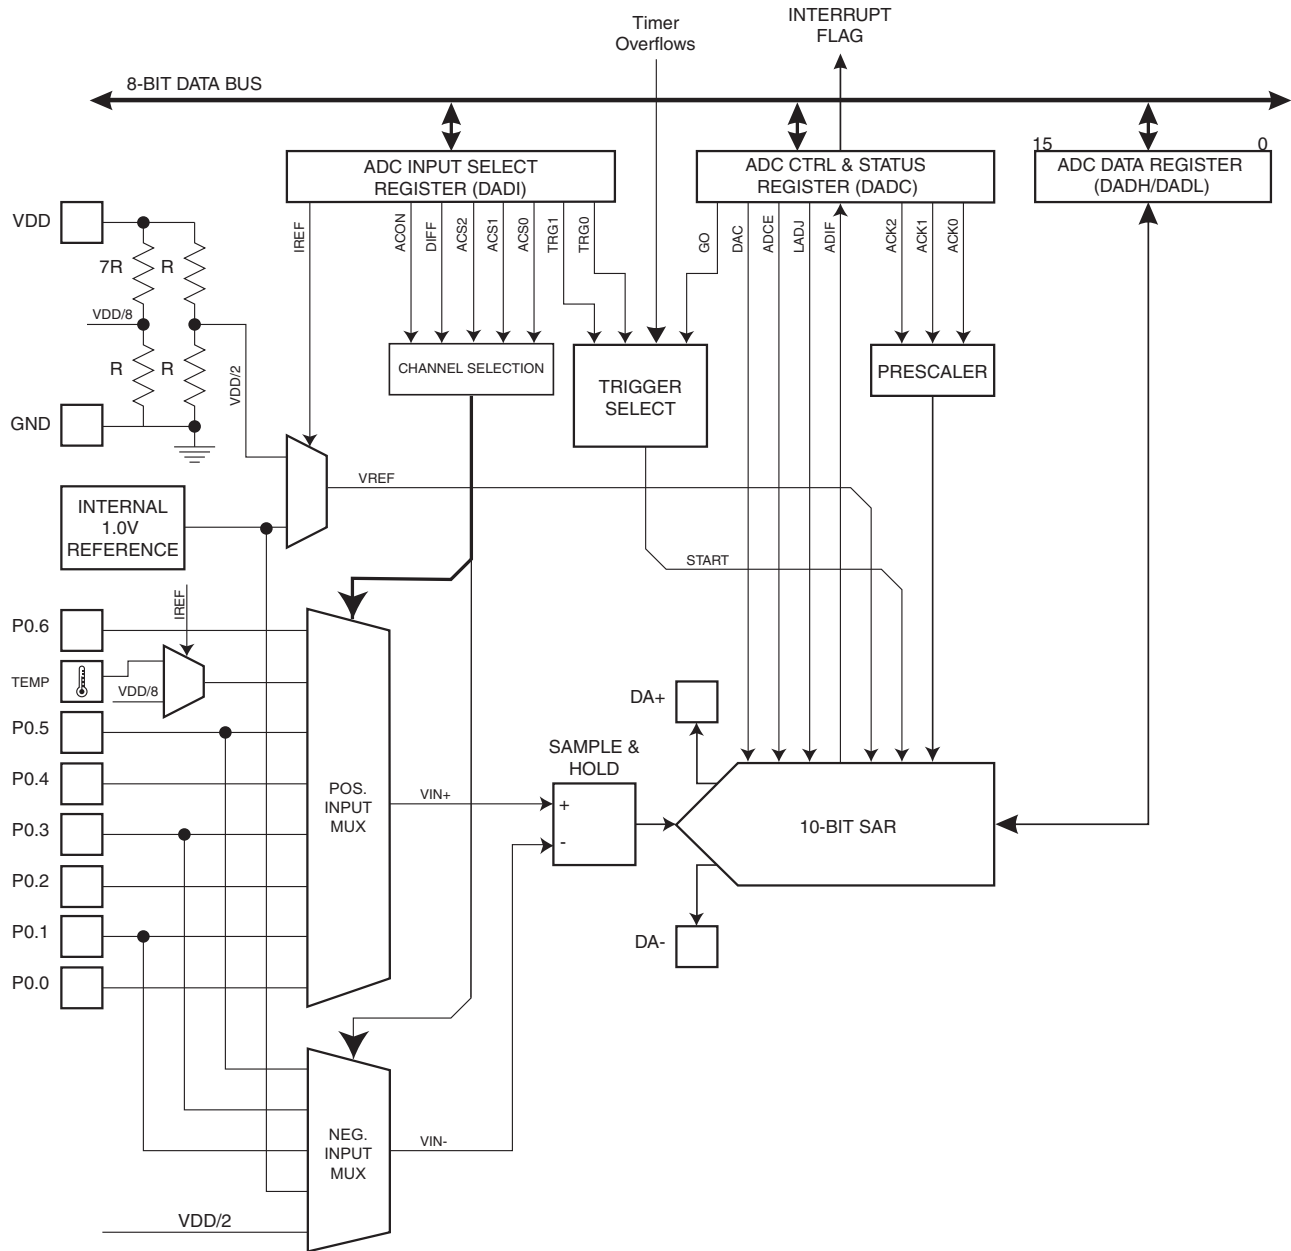 Timer
Overflows
INTERRUPT
FLAG
8-BIT DATA BUS
ADC INPUT SELECT
REGISTER (DADI)
ADC CTRL & STATUS
REGISTER (DADC)
15
0
ADC DATA REGISTER
(DADH/DADL)
IREF
ACON
DIFF
ACS2
ACS1
ACS0
TRG1
TRG0
GO
DAC
ADCE
LADJ
ADIF
ACK2
ACK1
ACK0
VDD
7R
R
VDD/8
R
R
VDD/2
GND
CHANNEL SELECTION
TRIGGER
SELECT
PRESCALER
INTERNAL
1.0V
REFERENCE
VREF
START
IREF
P0.6
TEMP
VDD/8
P0.5
P0.4
P0.3
P0.2
P0.1
P0.0
POS.
INPUT
MUX
VIN+
SAMPLE &
HOLD
+
-
DA+
10-BIT SAR
DA-
NEG.
INPUT
MUX
VIN-
VDD/2